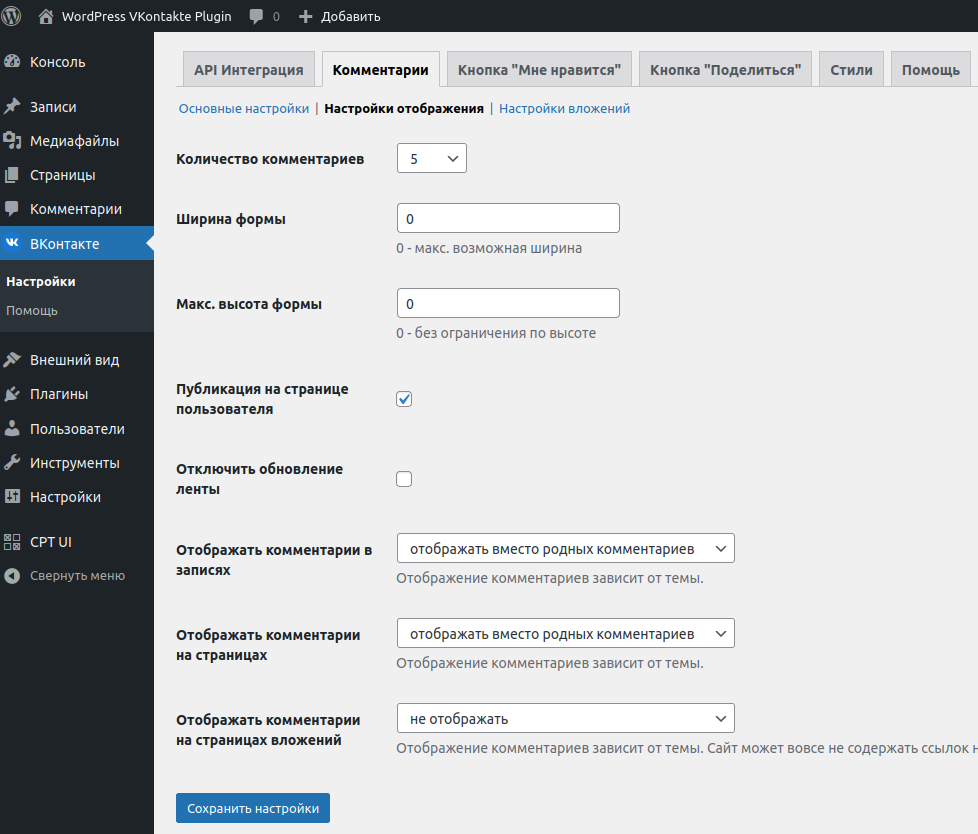 WordPress VKontakte Plugin 0 Добавить
Консоль
Записи
Медиафайлы
Страницы
Комментарии
ВКонтакте
Настройки
Помощь
Внешний вид
Плагины
Пользователи
Инструменты
Настройки
CPT UI
Свернуть меню
API Интеграция Комментарии Кнопка "Мне нравится" Кнопка "Поделиться" Стили Помощь
Основные настройки | Настройки отображения | Настройки вложений
Количество комментариев 5
Ширина формы 0
0 - макс. возможная ширина
Макс. высота формы 0
0 - без ограничения по высоте
Публикация на странице
пользователя
Отключить обновление
ленты
Отображать комментарии в
записях
отображать вместо родных комментариев
Отображение комментариев зависит от темы.
Отображать комментарии
на страницах
отображать вместо родных комментариев
Отображение комментариев зависит от темы.
Отображать комментарии
на страницах вложений
не отображать
Отображение комментариев зависит от темы. Сайт может вовсе не содержать ссылок н
Сохранить настройки